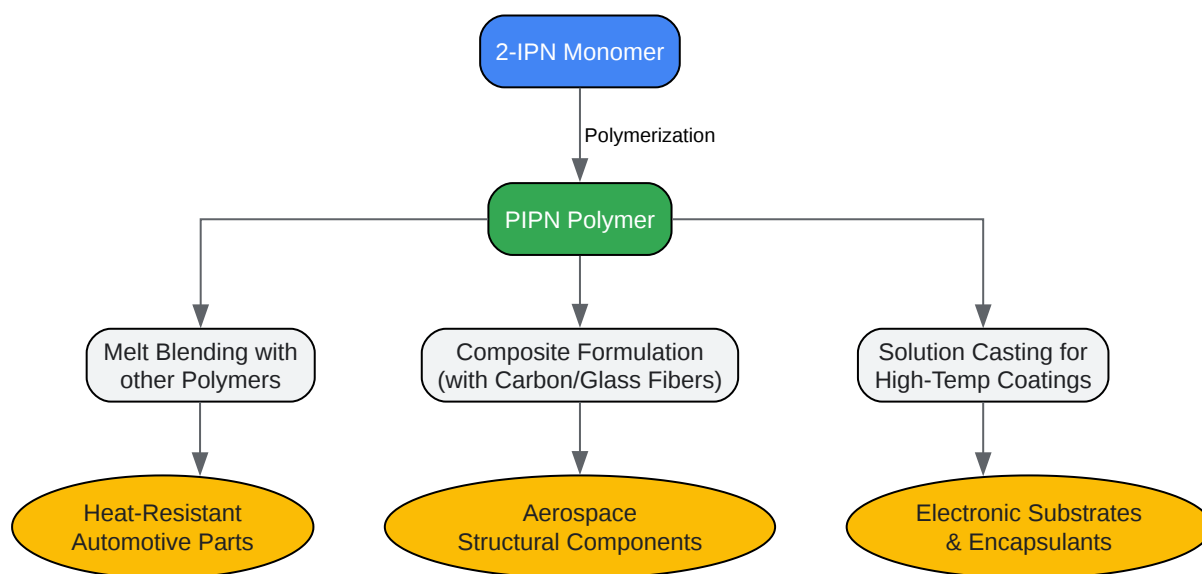 2-IPN Monomer
Polymerization
PIPN Polymer
Melt Blending with
other Polymers
Composite Formulation
(with Carbon/Glass Fibers)
Solution Casting for
High-Temp Coatings
Heat-Resistant
Automotive Parts
Aerospace
Structural Components
Electronic Substrates
& Encapsulants